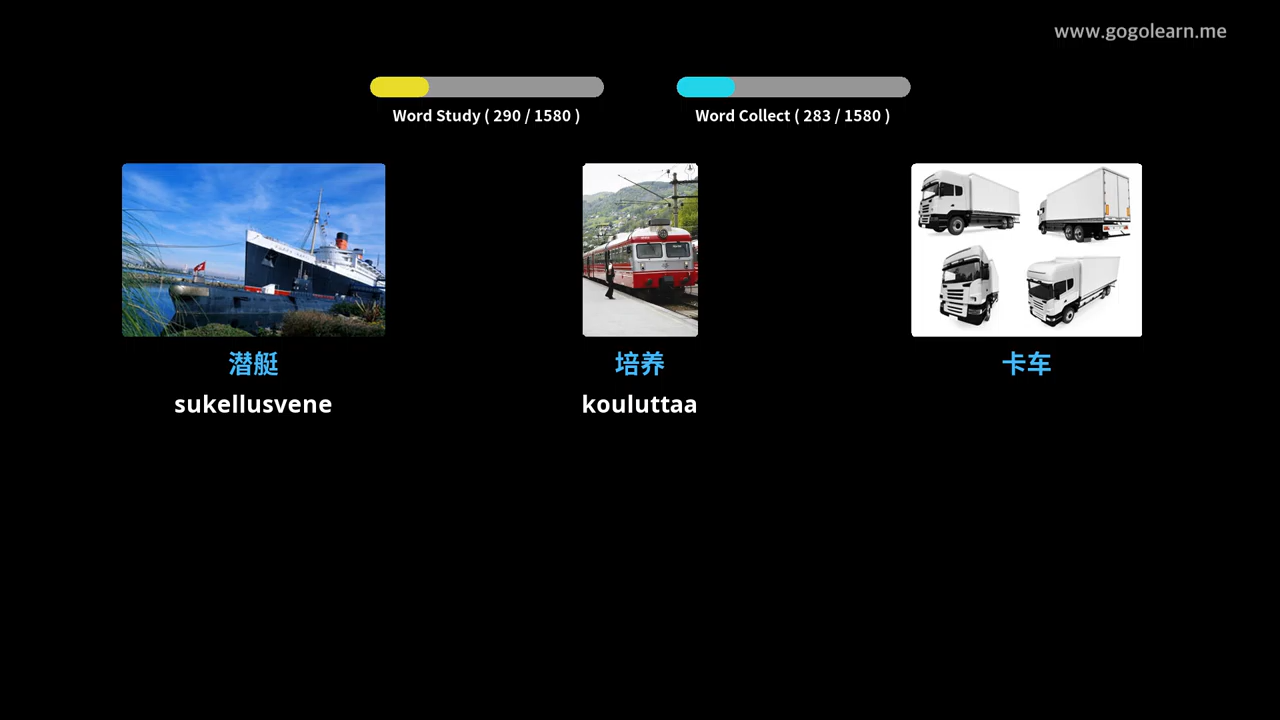 www.gogolearn.me
Word Study ( 290 / 1580 )
Word Collect ( 283 / 1580 )
潜艇
培养
卡车
sukellusvene
kouluttaa